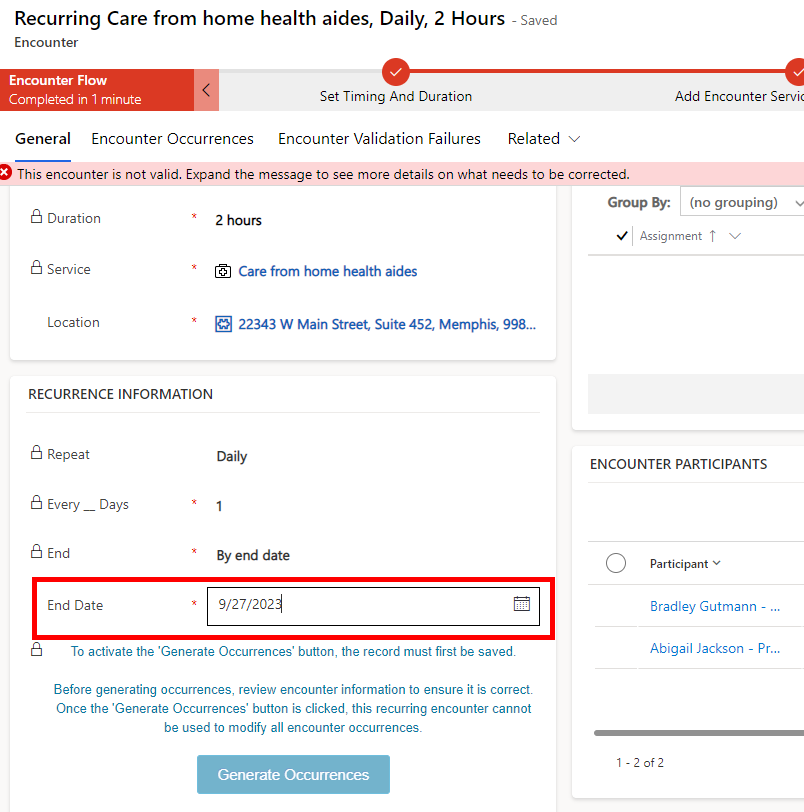 Recurring Care from home health aides, Daily, 2 Hours - Saved
Encounter
Encounter Flow
Completed in 1 minute
Set Timing And Duration
Add Encounter Servic
General Encounter Occurrences Encounter Validation Failures Related
This encounter is not valid. Expand the message to see more details on what needs to be corrected.
Duration * 2 hours
Service * Care from home health aides
Location * 22343 W Main Street, Suite 452, Memphis, 998...
RECURRENCE INFORMATION
Repeat Daily
Every __ Days * 1
End * By end date
End Date * 9/27/2023
To activate the 'Generate Occurrences' button, the record must first be saved.
Before generating occurrences, review encounter information to ensure it is correct.
Once the 'Generate Occurrences' button is clicked, this recurring encounter cannot
be used to modify all encounter occurrences.
Generate Occurrences
Group By: (no grouping)
Assignment ↑
ENCOUNTER PARTICIPANTS
Participant
Bradley Gutmann - ...
Abigail Jackson - Pr...
1 - 2 of 2